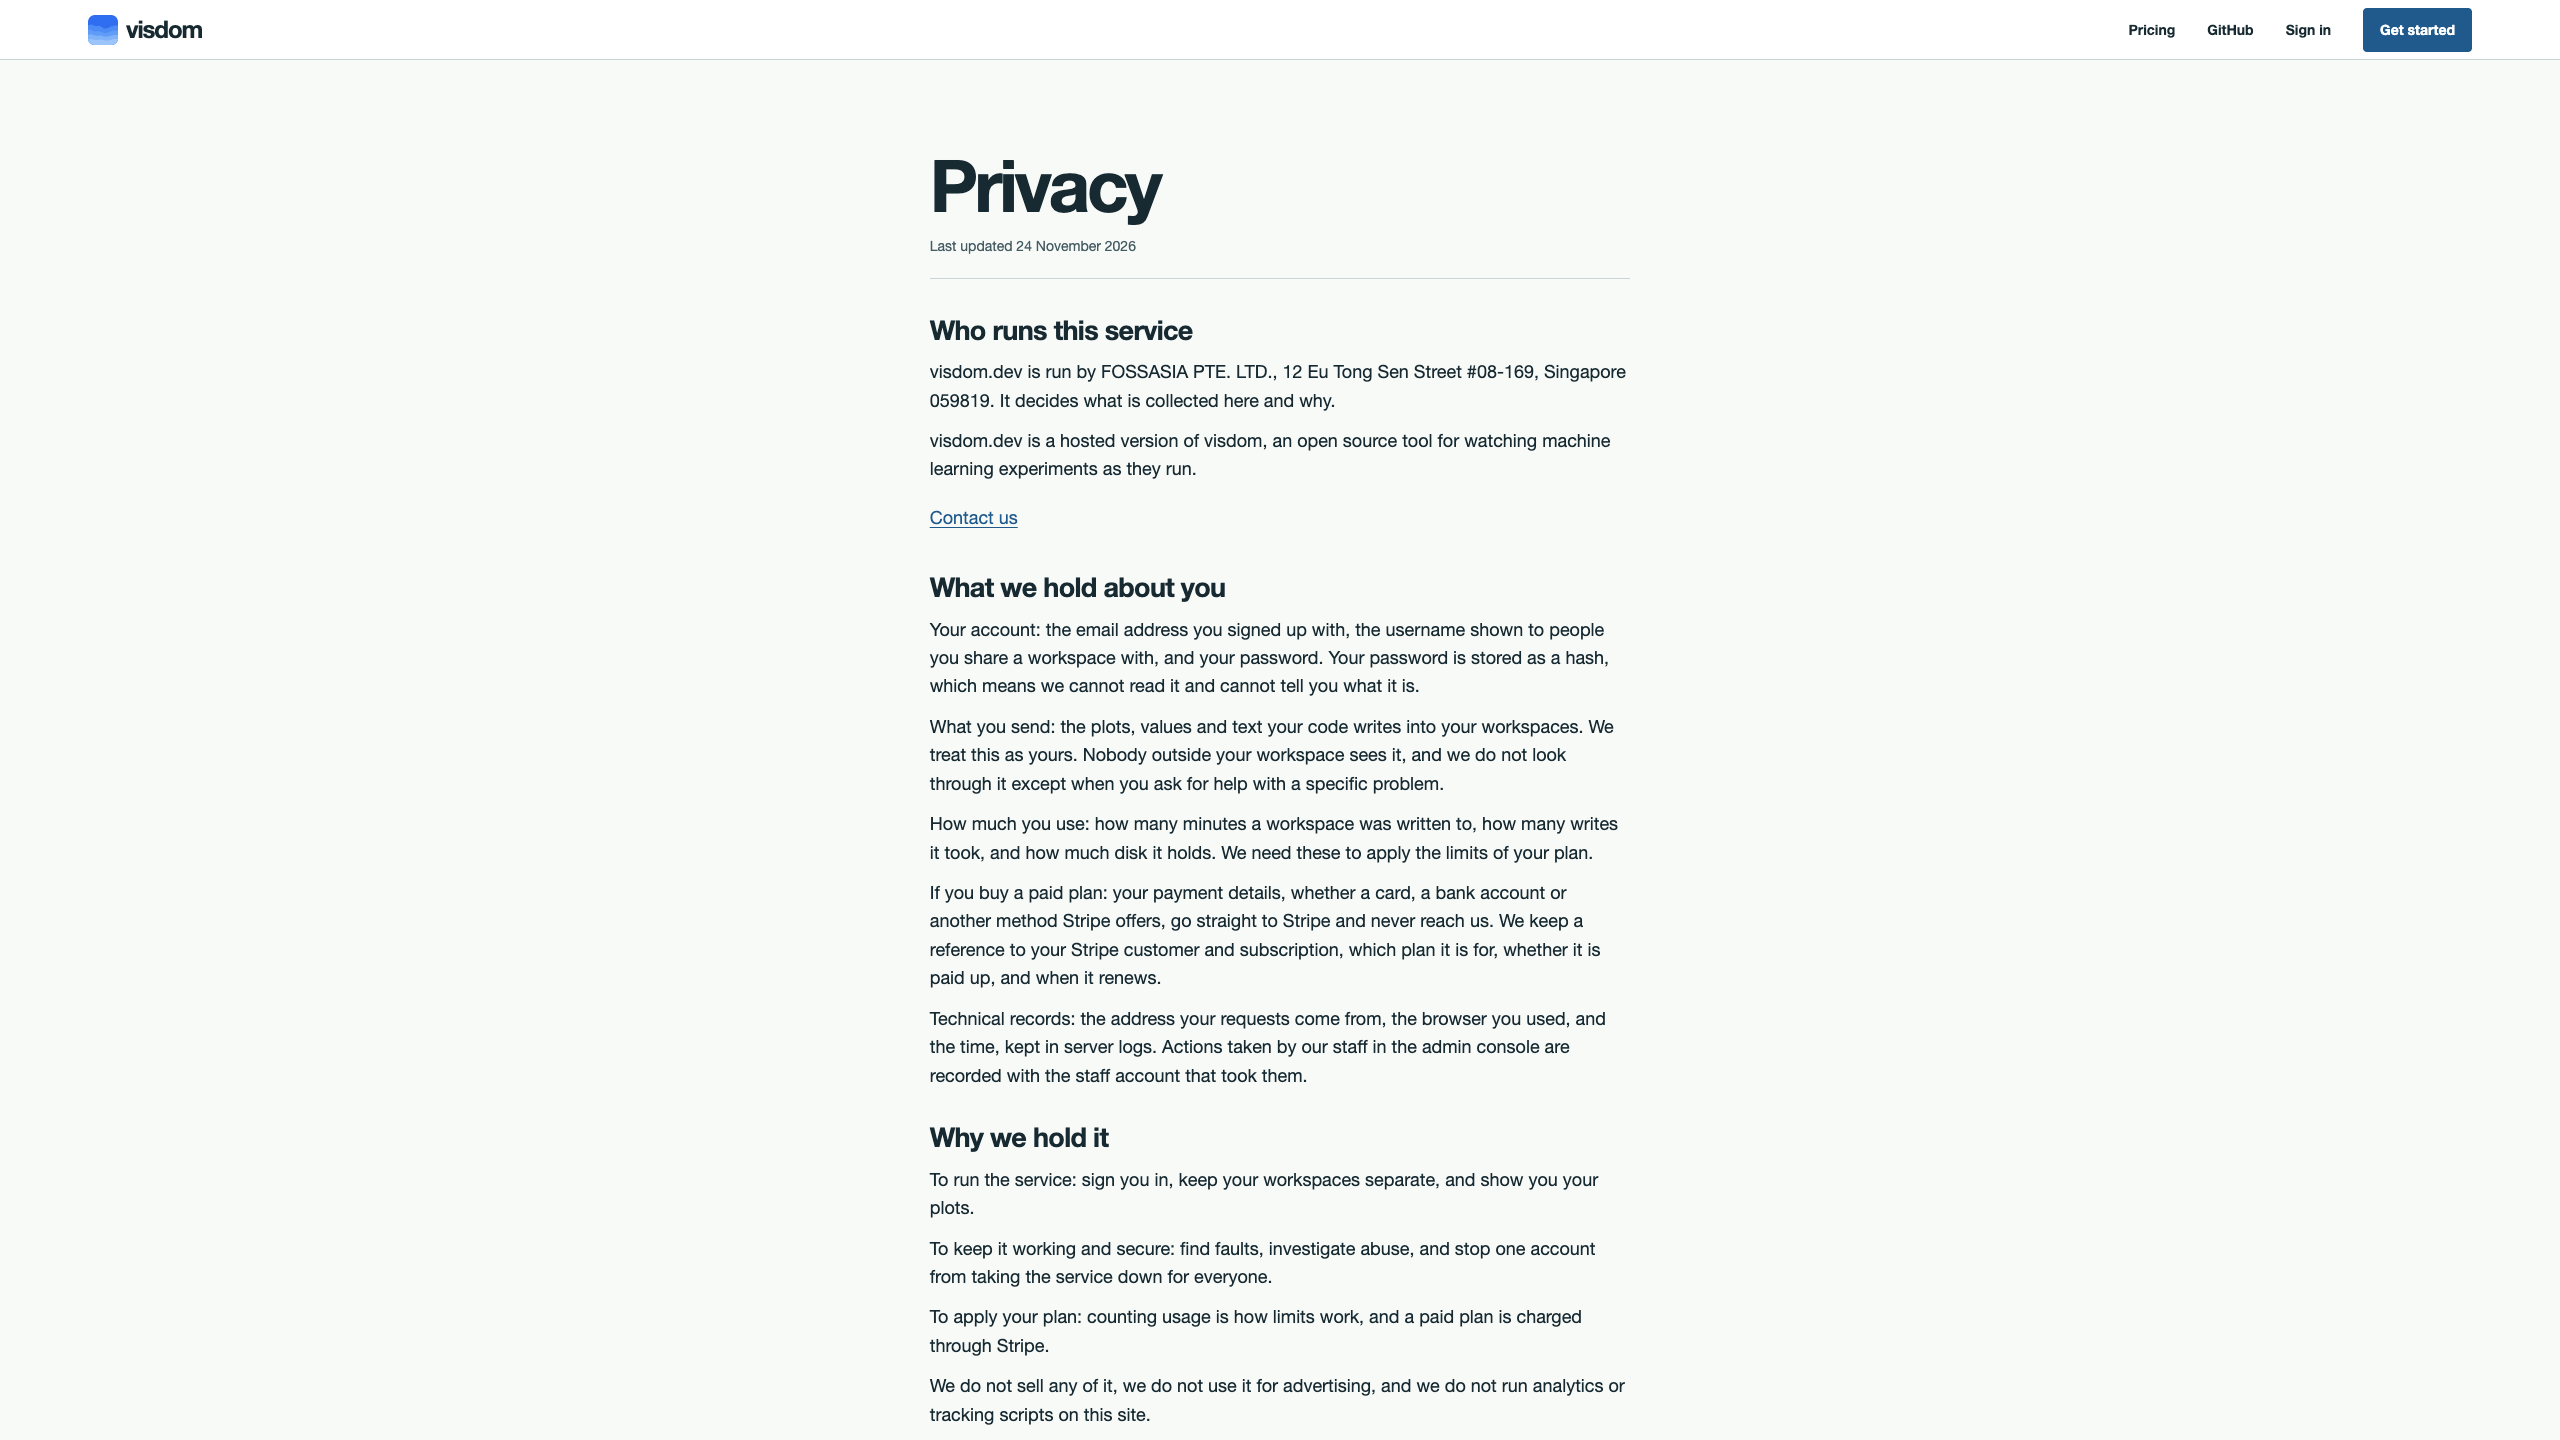 visdom
Pricing
GitHub
Sign in
Get started
Privacy
Last updated 24 November 2026
Who runs this service
visdom.dev is run by FOSSASIA PTE. LTD., 12 Eu Tong Sen Street #08-169, Singapore
059819. It decides what is collected here and why.
visdom.dev is a hosted version of visdom, an open source tool for watching machine
learning experiments as they run.
Contact us
What we hold about you
Your account: the email address you signed up with, the username shown to people
you share a workspace with, and your password. Your password is stored as a hash,
which means we cannot read it and cannot tell you what it is.
What you send: the plots, values and text your code writes into your workspaces. We
treat this as yours. Nobody outside your workspace sees it, and we do not look
through it except when you ask for help with a specific problem.
How much you use: how many minutes a workspace was written to, how many writes
it took, and how much disk it holds. We need these to apply the limits of your plan.
If you buy a paid plan: your payment details, whether a card, a bank account or
another method Stripe offers, go straight to Stripe and never reach us. We keep a
reference to your Stripe customer and subscription, which plan it is for, whether it is
paid up, and when it renews.
Technical records: the address your requests come from, the browser you used, and
the time, kept in server logs. Actions taken by our staff in the admin console are
recorded with the staff account that took them.
Why we hold it
To run the service: sign you in, keep your workspaces separate, and show you your
plots.
To keep it working and secure: find faults, investigate abuse, and stop one account
from taking the service down for everyone.
To apply your plan: counting usage is how limits work, and a paid plan is charged
through Stripe.
We do not sell any of it, we do not use it for advertising, and we do not run analytics or
tracking scripts on this site.